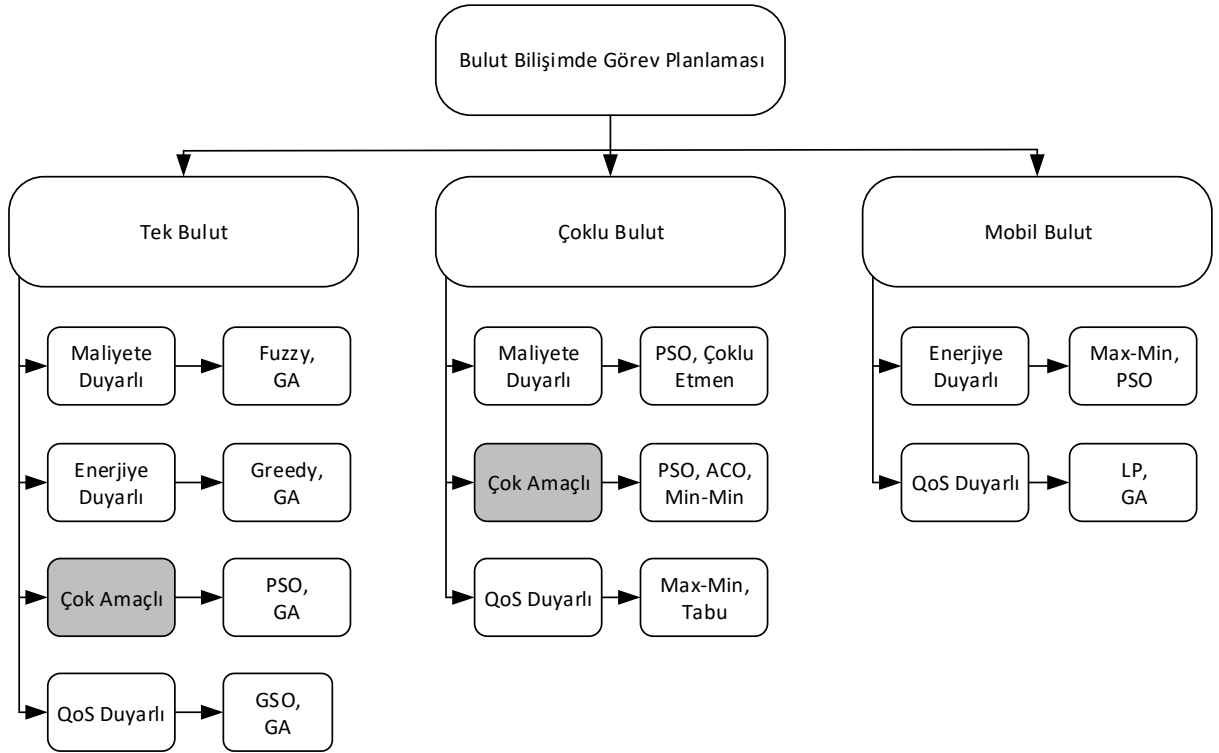 Bulut Bilişimde Görev Planlaması
Tek Bulut
Maliyete
Duyarlı
Fuzzy,
GA
Enerjiye
Duyarlı
Greedy,
GA
Çok Amaçlı
PSO,
GA
QoS Duyarlı
GSO,
GA
Çoklu Bulut
Maliyete
Duyarlı
PSO, Çoklu
Etmen
Çok Amaçlı
PSO, ACO,
Min-Min
QoS Duyarlı
Max-Min,
Tabu
Mobil Bulut
Enerjiye
Duyarlı
Max-Min,
PSO
QoS Duyarlı
LP,
GA